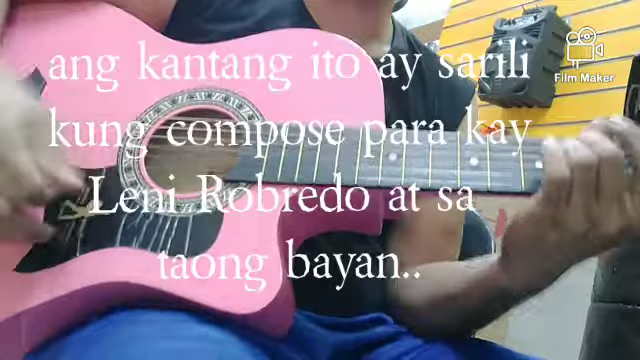 ang kantang ito ay sarili
kung compose para kay
Leni Robredo at sa
taong bayan..
Film Maker